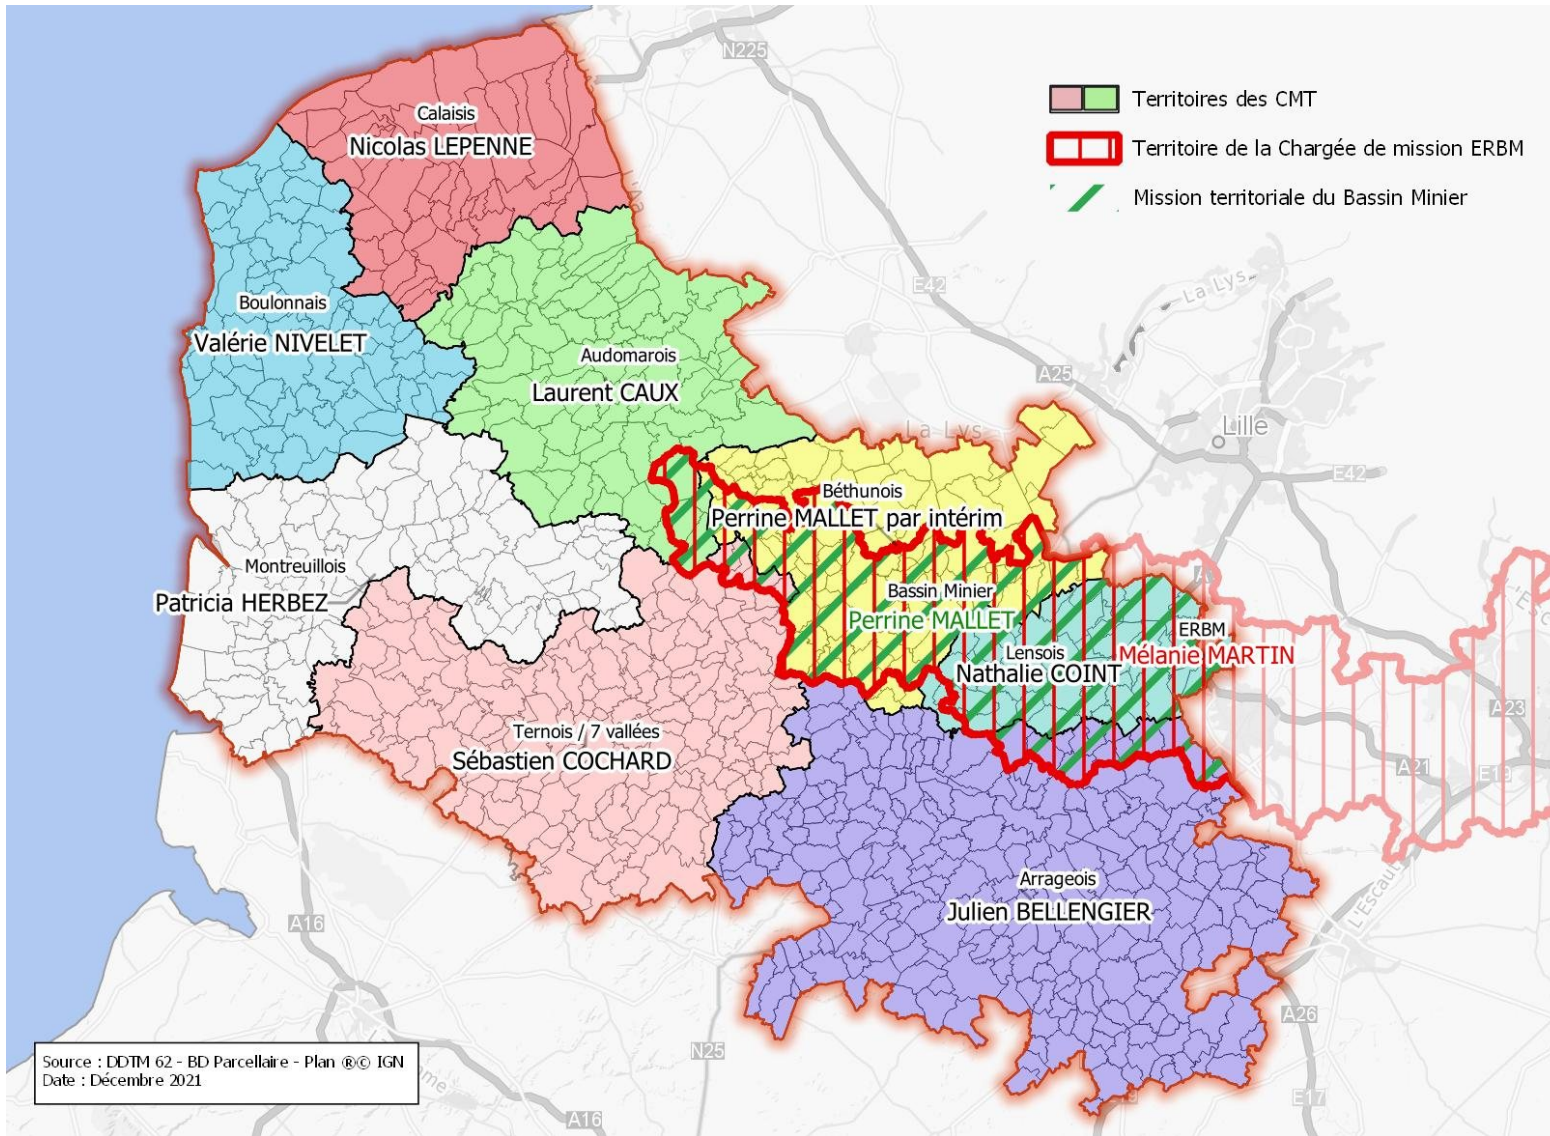 N225
Territoires des CMT
Territoire de la Chargée de mission ERBM
Mission territoriale du Bassin Minier
Calaisis
Nicolas LEPENNE
Aa
E42
La Lys
Boulonnais
Valérie NIVELET
Audomarois
Laurent CAUX
A25
La Lys
Lille
E42
Béthunois
Perrine MALLET par intérim
Montreuillois
Patricia HERBEZ
Bassin Minier
Perrine MALLET
ERBM
Mélanie MARTIN
Lensois
Nathalie COINT
Ternois / 7 vallées
Sébastien COCHARD
A23
A21
E19
Arrageois
Julien BELLENGIER
L'Escaut
A16
A26
N25
E17
A16
Source : DDTM 62 - BD Parcellaire - Plan ®© IGN
Date : Décembre 2021